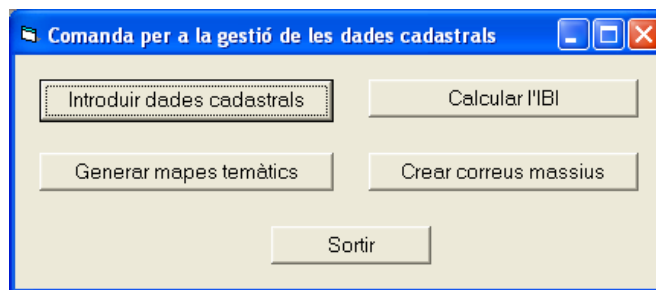 Comanda per a la gestió de les dades cadastrals
Introduir dades cadastrals
Calcular l'IBI
Generar mapes temàtics
Crear correus massius
Sortir